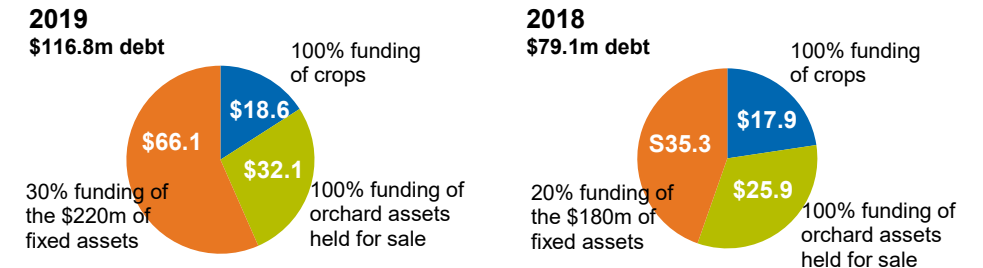 2019
$116.8m debt
100% funding
of crops
$18.6
$66.1
$32.1
30% funding of
the $220m of
fixed assets
100% funding of
orchard assets
held for sale
2018
$79.1m debt
100% funding
of crops
$17.9
S35.3
$25.9
20% funding of
the $180m of
fixed assets
100% funding of
orchard assets
held for sale